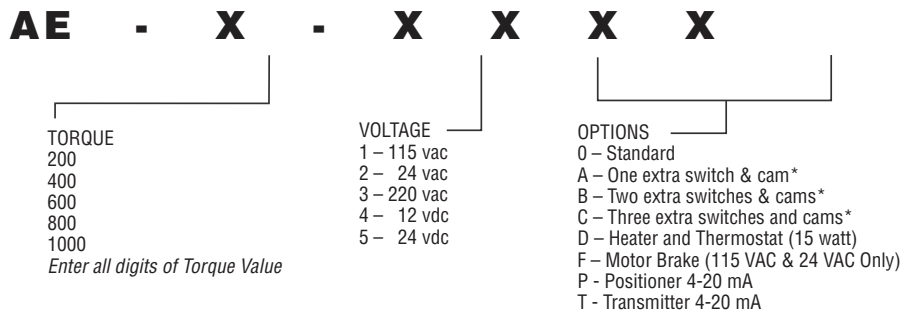 AE - X - X X X X
TORQUE
200
400
600
800
1000
Enter all digits of Torque Value
VOLTAGE
1 – 115 vac
2 – 24 vac
3 – 220 vac
4 – 12 vdc
5 – 24 vdc
OPTIONS
0 – Standard
A – One extra switch & cam*
B – Two extra switches & cams*
C – Three extra switches and cams*
D – Heater and Thermostat (15 watt)
F – Motor Brake (115 VAC & 24 VAC Only)
P - Positioner 4-20 mA
T - Transmitter 4-20 mA